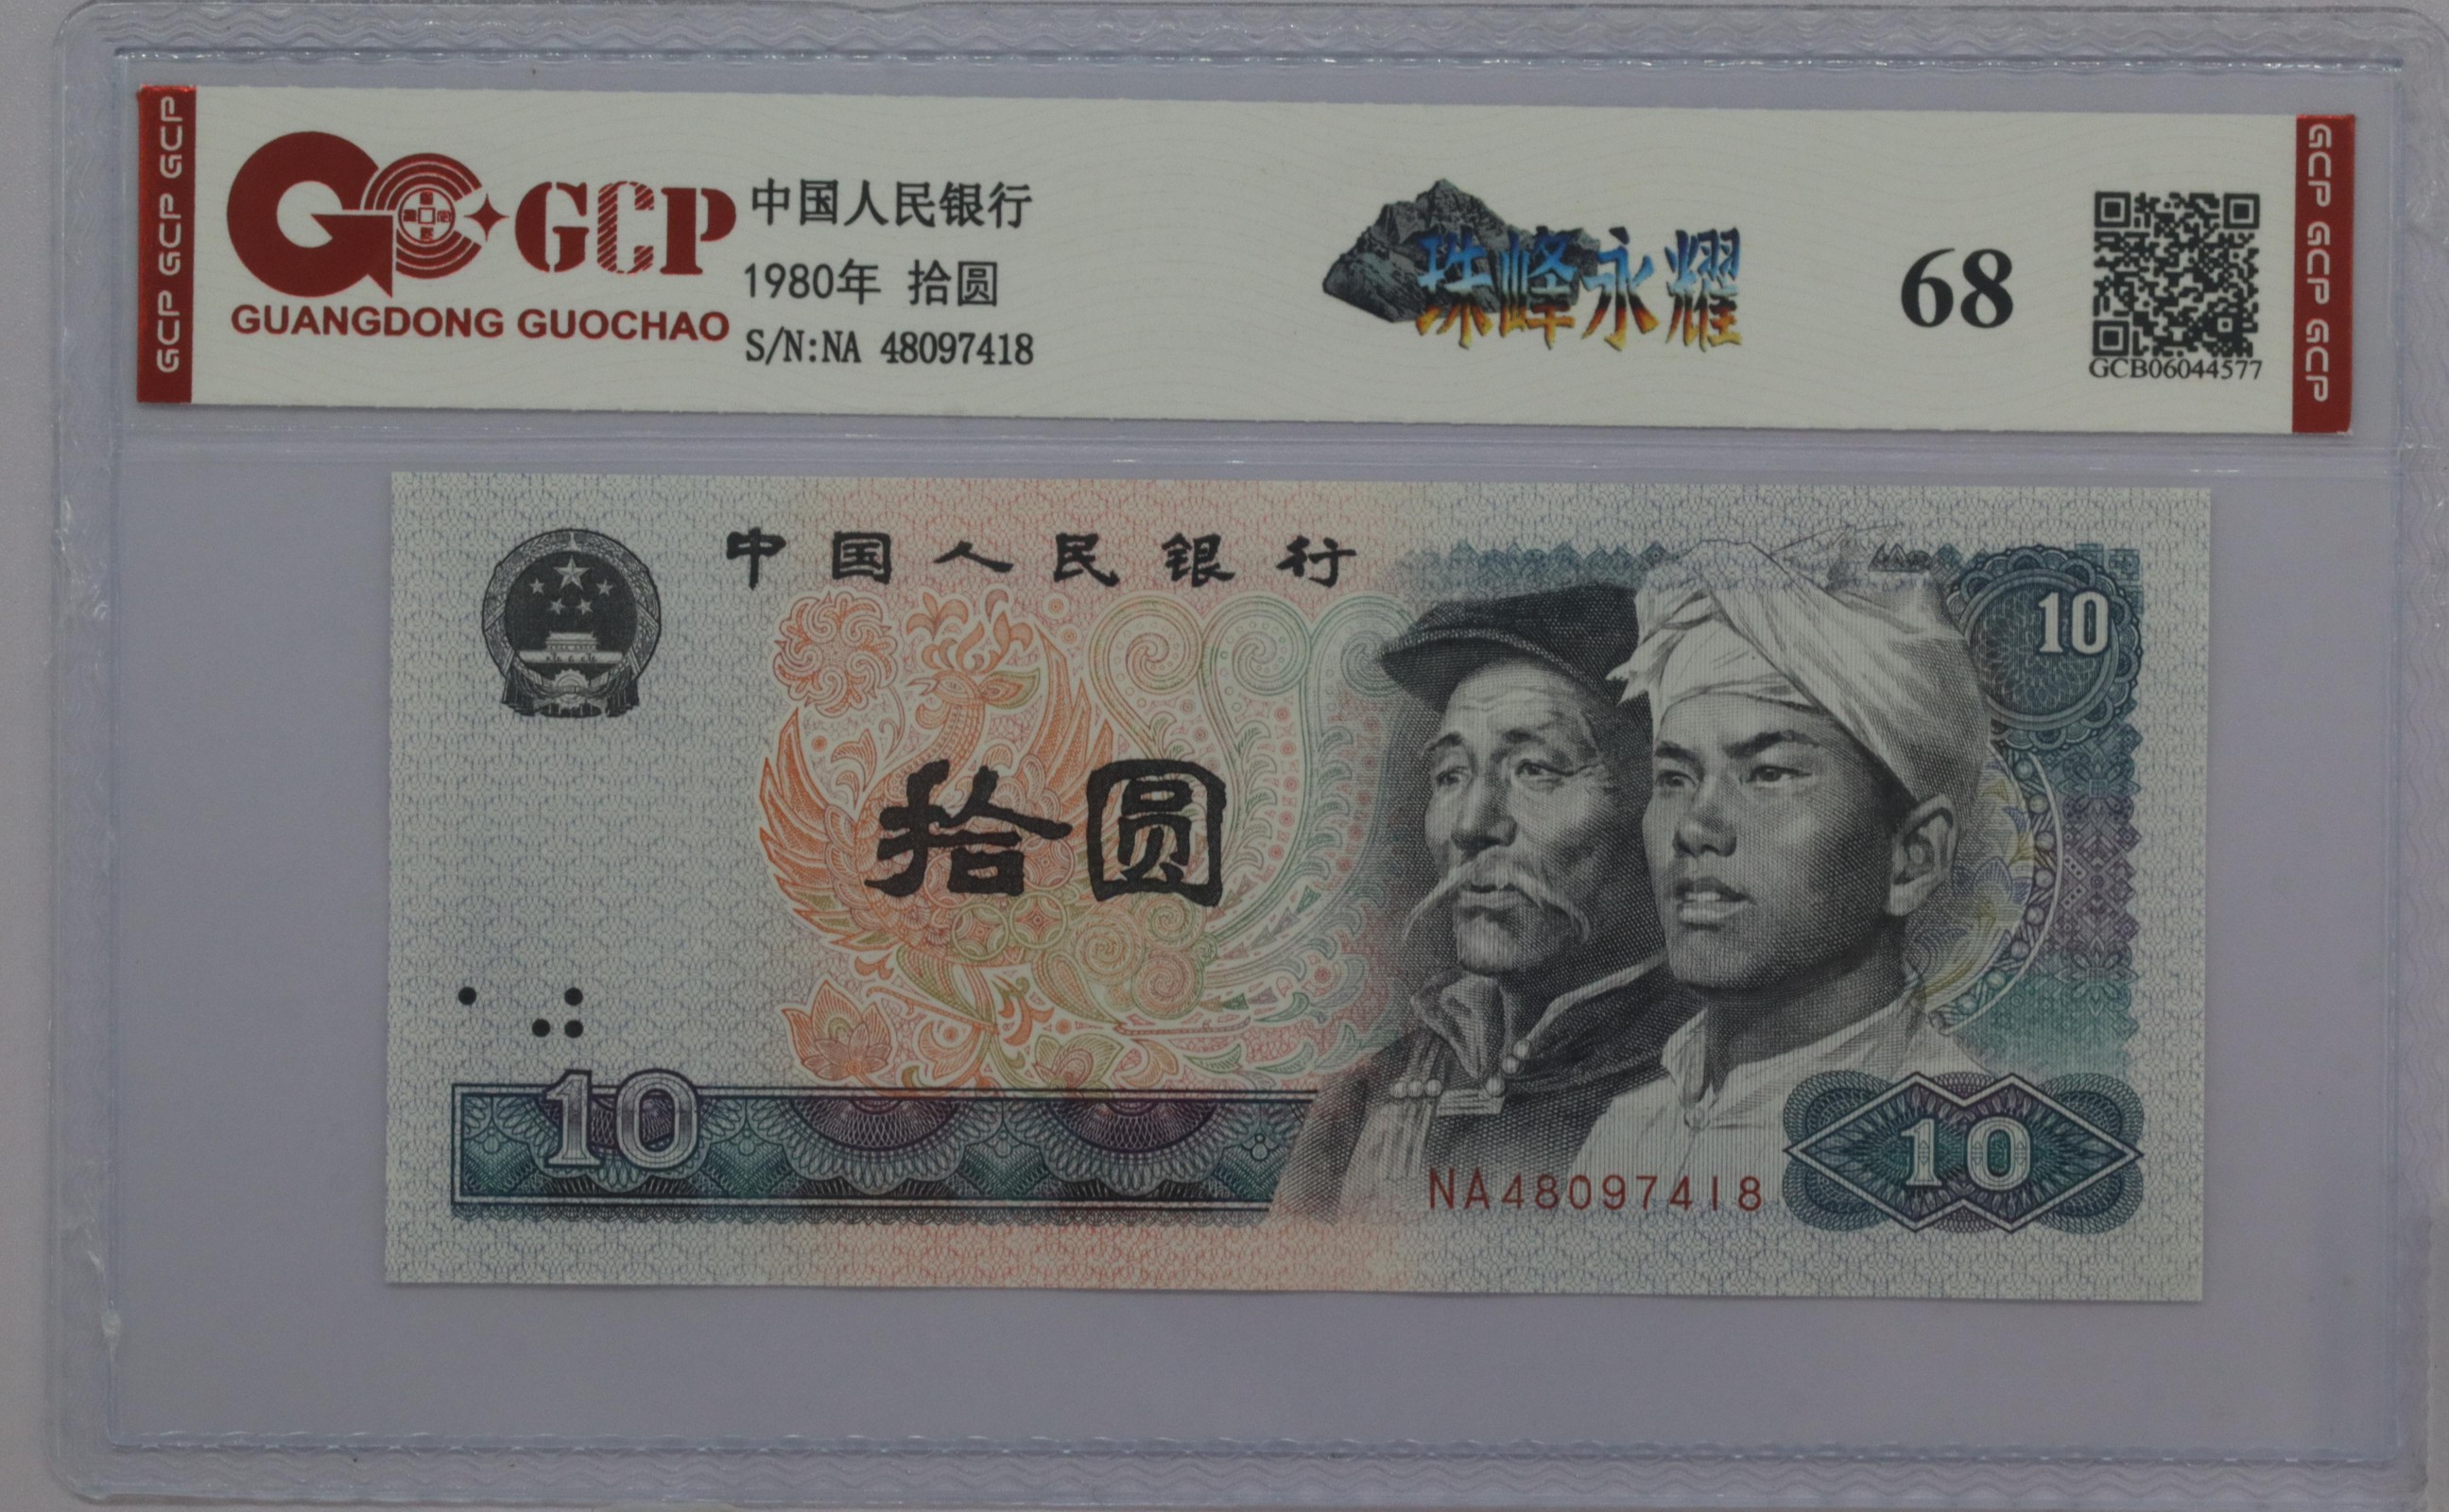 GCP GCP GCP
GCP
GUANGDONG GUOCHAO
中国人民银行
1980年 拾圆
S/N:NA 48097418
珠峰永耀
68
GCB06044577
GCP GCP GCP
中国人民银行
10
拾圆
10
NA48097418
10